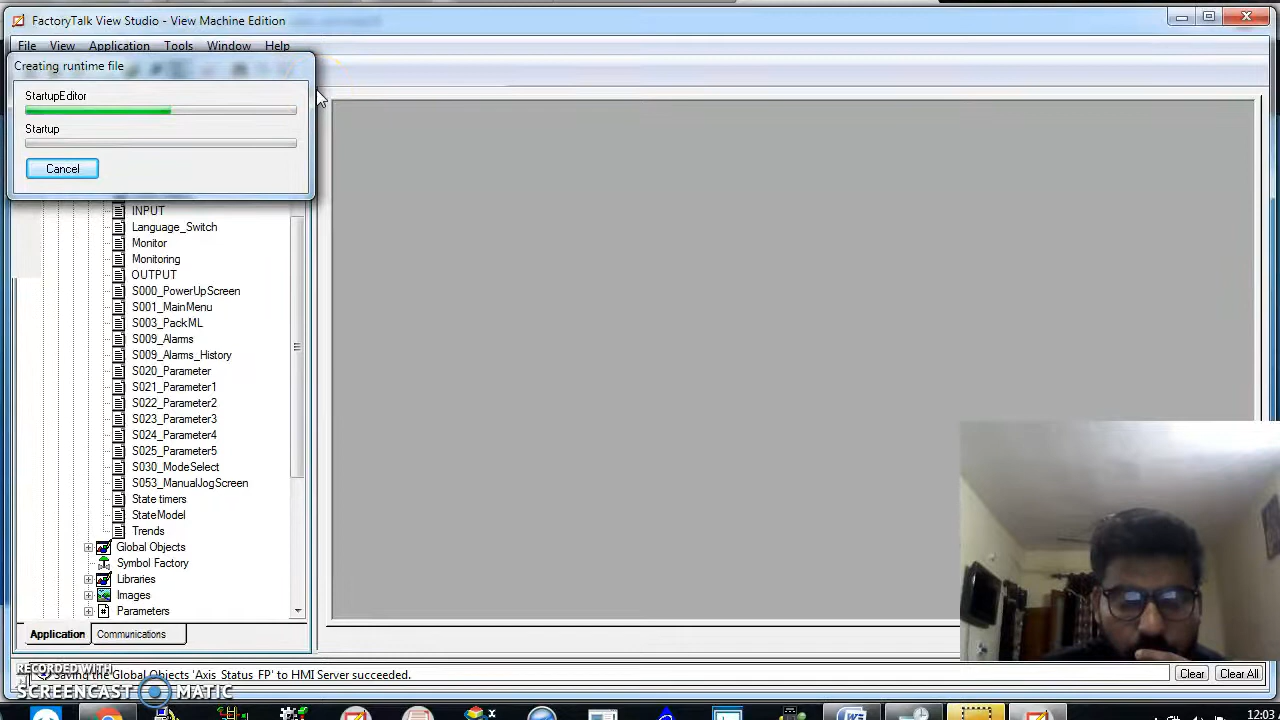 FactoryTalk View Studio - View Machine Edition
File View Application Tools Window Help
Creating runtime file
StartupEditor
Startup
Cancel
INPUT
Language_Switch
Monitor
Monitoring
OUTPUT
S000_PowerUpScreen
S001_MainMenu
S003_PackML
S009_Alarms
S009_Alarms_History
S020_Parameter
S021_Parameter1
S022_Parameter2
S023_Parameter3
S024_Parameter4
S025_Parameter5
S030_ModeSelect
S053_ManualJogScreen
State timers
StateModel
Trends
Global Objects
Symbol Factory
Libraries
Images
Parameters
Application Communications
Saving the Global Objects 'Axis_Status_FP' to HMI Server succeeded.
Clear Clear All
RECORDED WITH
SCREENCAST MATIC
12:03